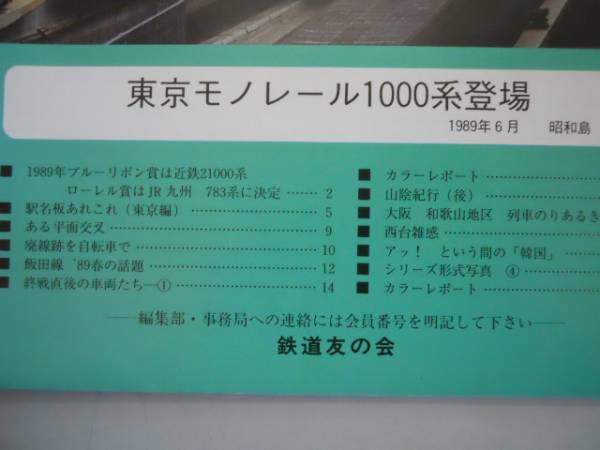 東京モノレール1000系登場
1989年6月 昭和島
■ 1989年ブルーリボン賞は近鉄21000系
ローレル賞はJR九州 783系に決定 …… 2
■ 駅名板あれこれ（東京編） …………… 5
■ ある平面交叉 …………… 9
■ 廃線跡を自転車で …………… 10
■ 飯田線 '89春の話題 …………… 12
■ 終戦直後の車両たち―① …………… 14
■ カラーレポート ……………
■ 山陰紀行（後） ……………
■ 大阪 和歌山地区 列車のりあるき
■ 西台雑感 ……………
■ アッ！ という間の「韓国」 ……
■ シリーズ形式写真 ④ ……………
■ カラーレポート ……………
――編集部・事務局への連絡には会員番号を明記して下さい――
鉄道友の会